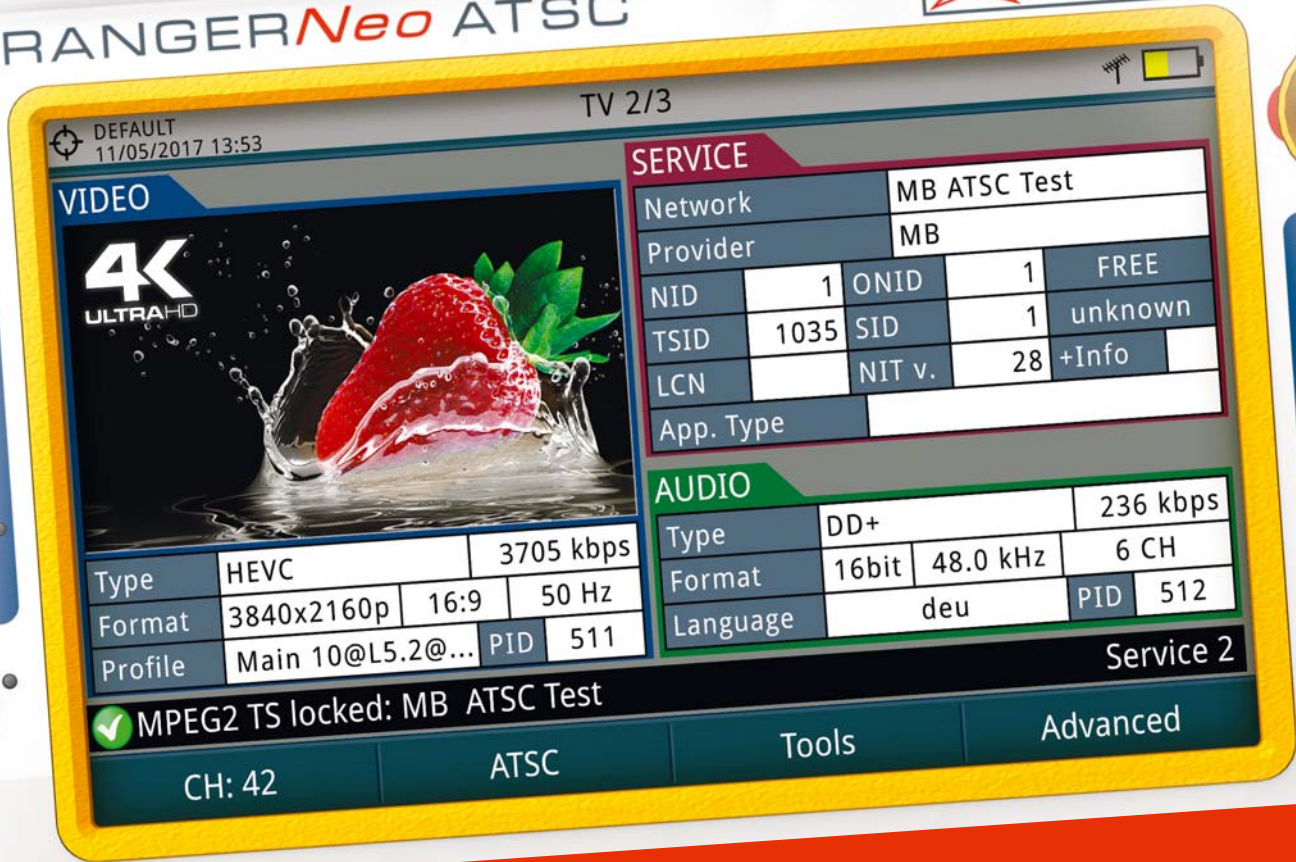 RANGERNeo ATSC
DEFAULT
11/05/2017 13:53
TV 2/3
VIDEO
4K
ULTRAHD
Type HEVC 3705 kbps
Format 3840x2160p 16:9 50 Hz
Profile Main 10@L5.2@... PID 511
SERVICE
Network MB ATSC Test
Provider MB
NID 1 ONID 1 FREE
TSID 1035 SID 1 unknown
LCN NIT v. 28 +Info
App. Type
AUDIO
Type DD+ 236 kbps
Format 16bit 48.0 kHz 6 CH
Language deu PID 512
MPEG2 TS locked: MB ATSC Test Service 2
CH: 42 ATSC Tools Advanced